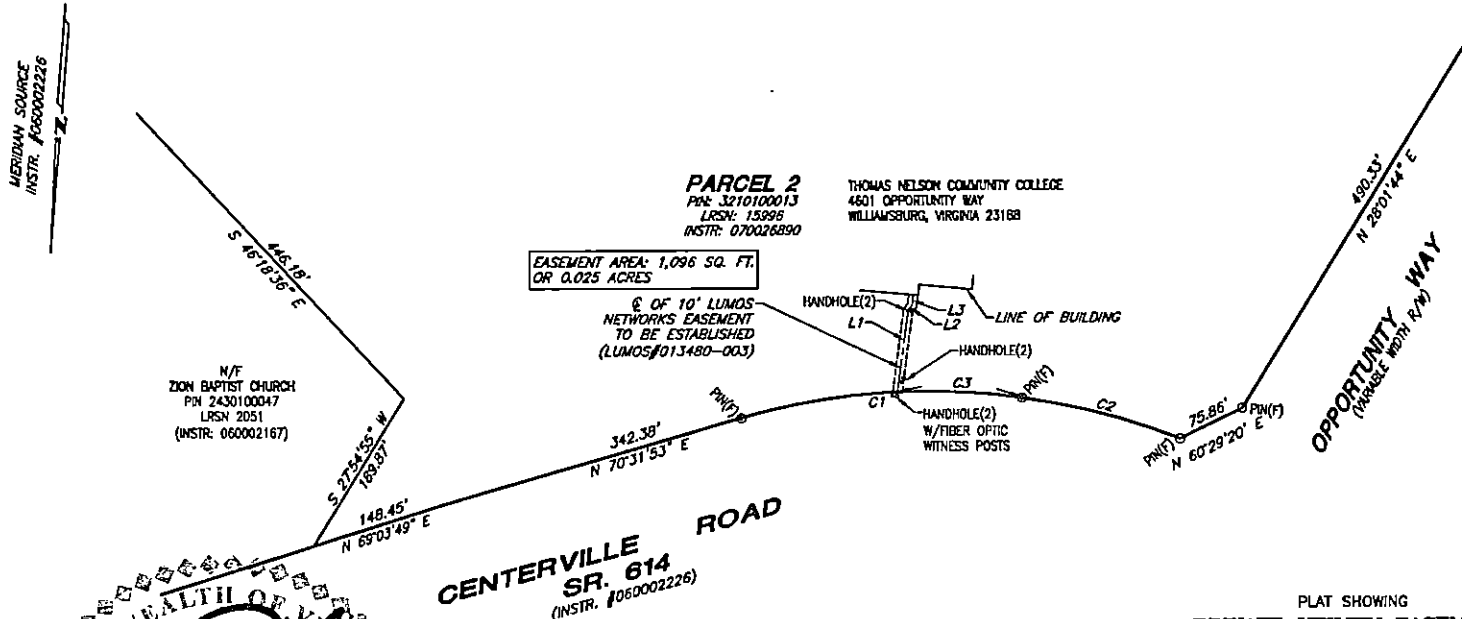 MERIDIAN SOURCE
INSTR. #060002226
N
446.18'
S 46°18'36" E
PARCEL 2
PIN: 3210100013
LRSN: 15996
INSTR: 070026890
THOMAS NELSON COMMUNITY COLLEGE
4601 OPPORTUNITY WAY
WILLIAMSBURG, VIRGINIA 23188
EASEMENT AREA: 1,096 SQ. FT.
OR 0.025 ACRES
℄ OF 10' LUMOS
NETWORKS EASEMENT
TO BE ESTABLISHED
(LUMOS#013480-003)
HANDHOLE(2)
L1
L3
L2
LINE OF BUILDING
HANDHOLE(2)
490.33'
N 28°01'44" E
OPPORTUNITY WAY
(VARIABLE WIDTH R/W)
N/F
ZION BAPTIST CHURCH
PIN 2430100047
LRSN 2051
(INSTR: 060002167)
S 27°54'55" W
189.87'
PIN(F)
C1
C3
PIN(F)
C2
HANDHOLE(2)
W/FIBER OPTIC
WITNESS POSTS
75.86'
PIN(F)
PIN(F)
N 60°29'20" E
342.38'
N 70°31'53" E
148.45'
N 69°03'49" E
CENTERVILLE ROAD
SR. 614
(INSTR. #060002226)
EALTH OF V
PLAT SHOWING